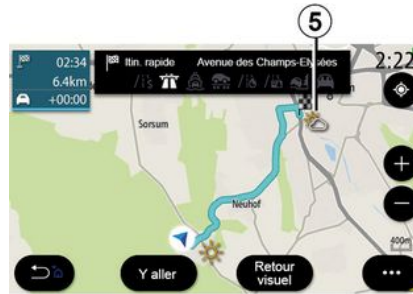 5
02:34
6.4km
+00:00
Itin. rapide Avenue des Champs-Elysées
2:22
Sorsum
Neuhof
400m
Y aller
Retour
visuel